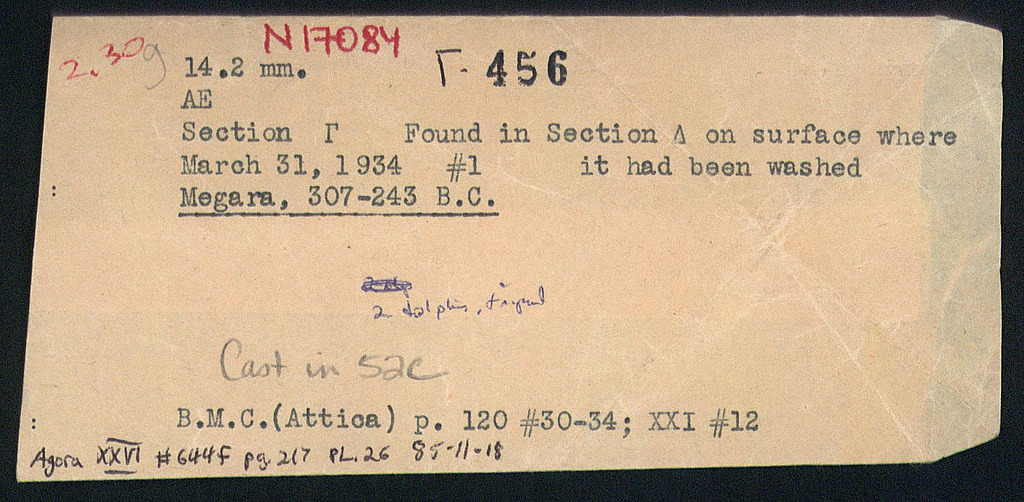 N17084
2.30g
14.2 mm. Γ- 456
AE
Section Γ Found in Section Δ on surface where
March 31, 1934 #1 it had been washed
Megara, 307-243 B.C.
2 dolphins, tripod
Cast in 52c
B.M.C.(Attica) p. 120 #30-34; XXI #12
Agora XXVI #644f pg. 217 PL.26 85-11-18